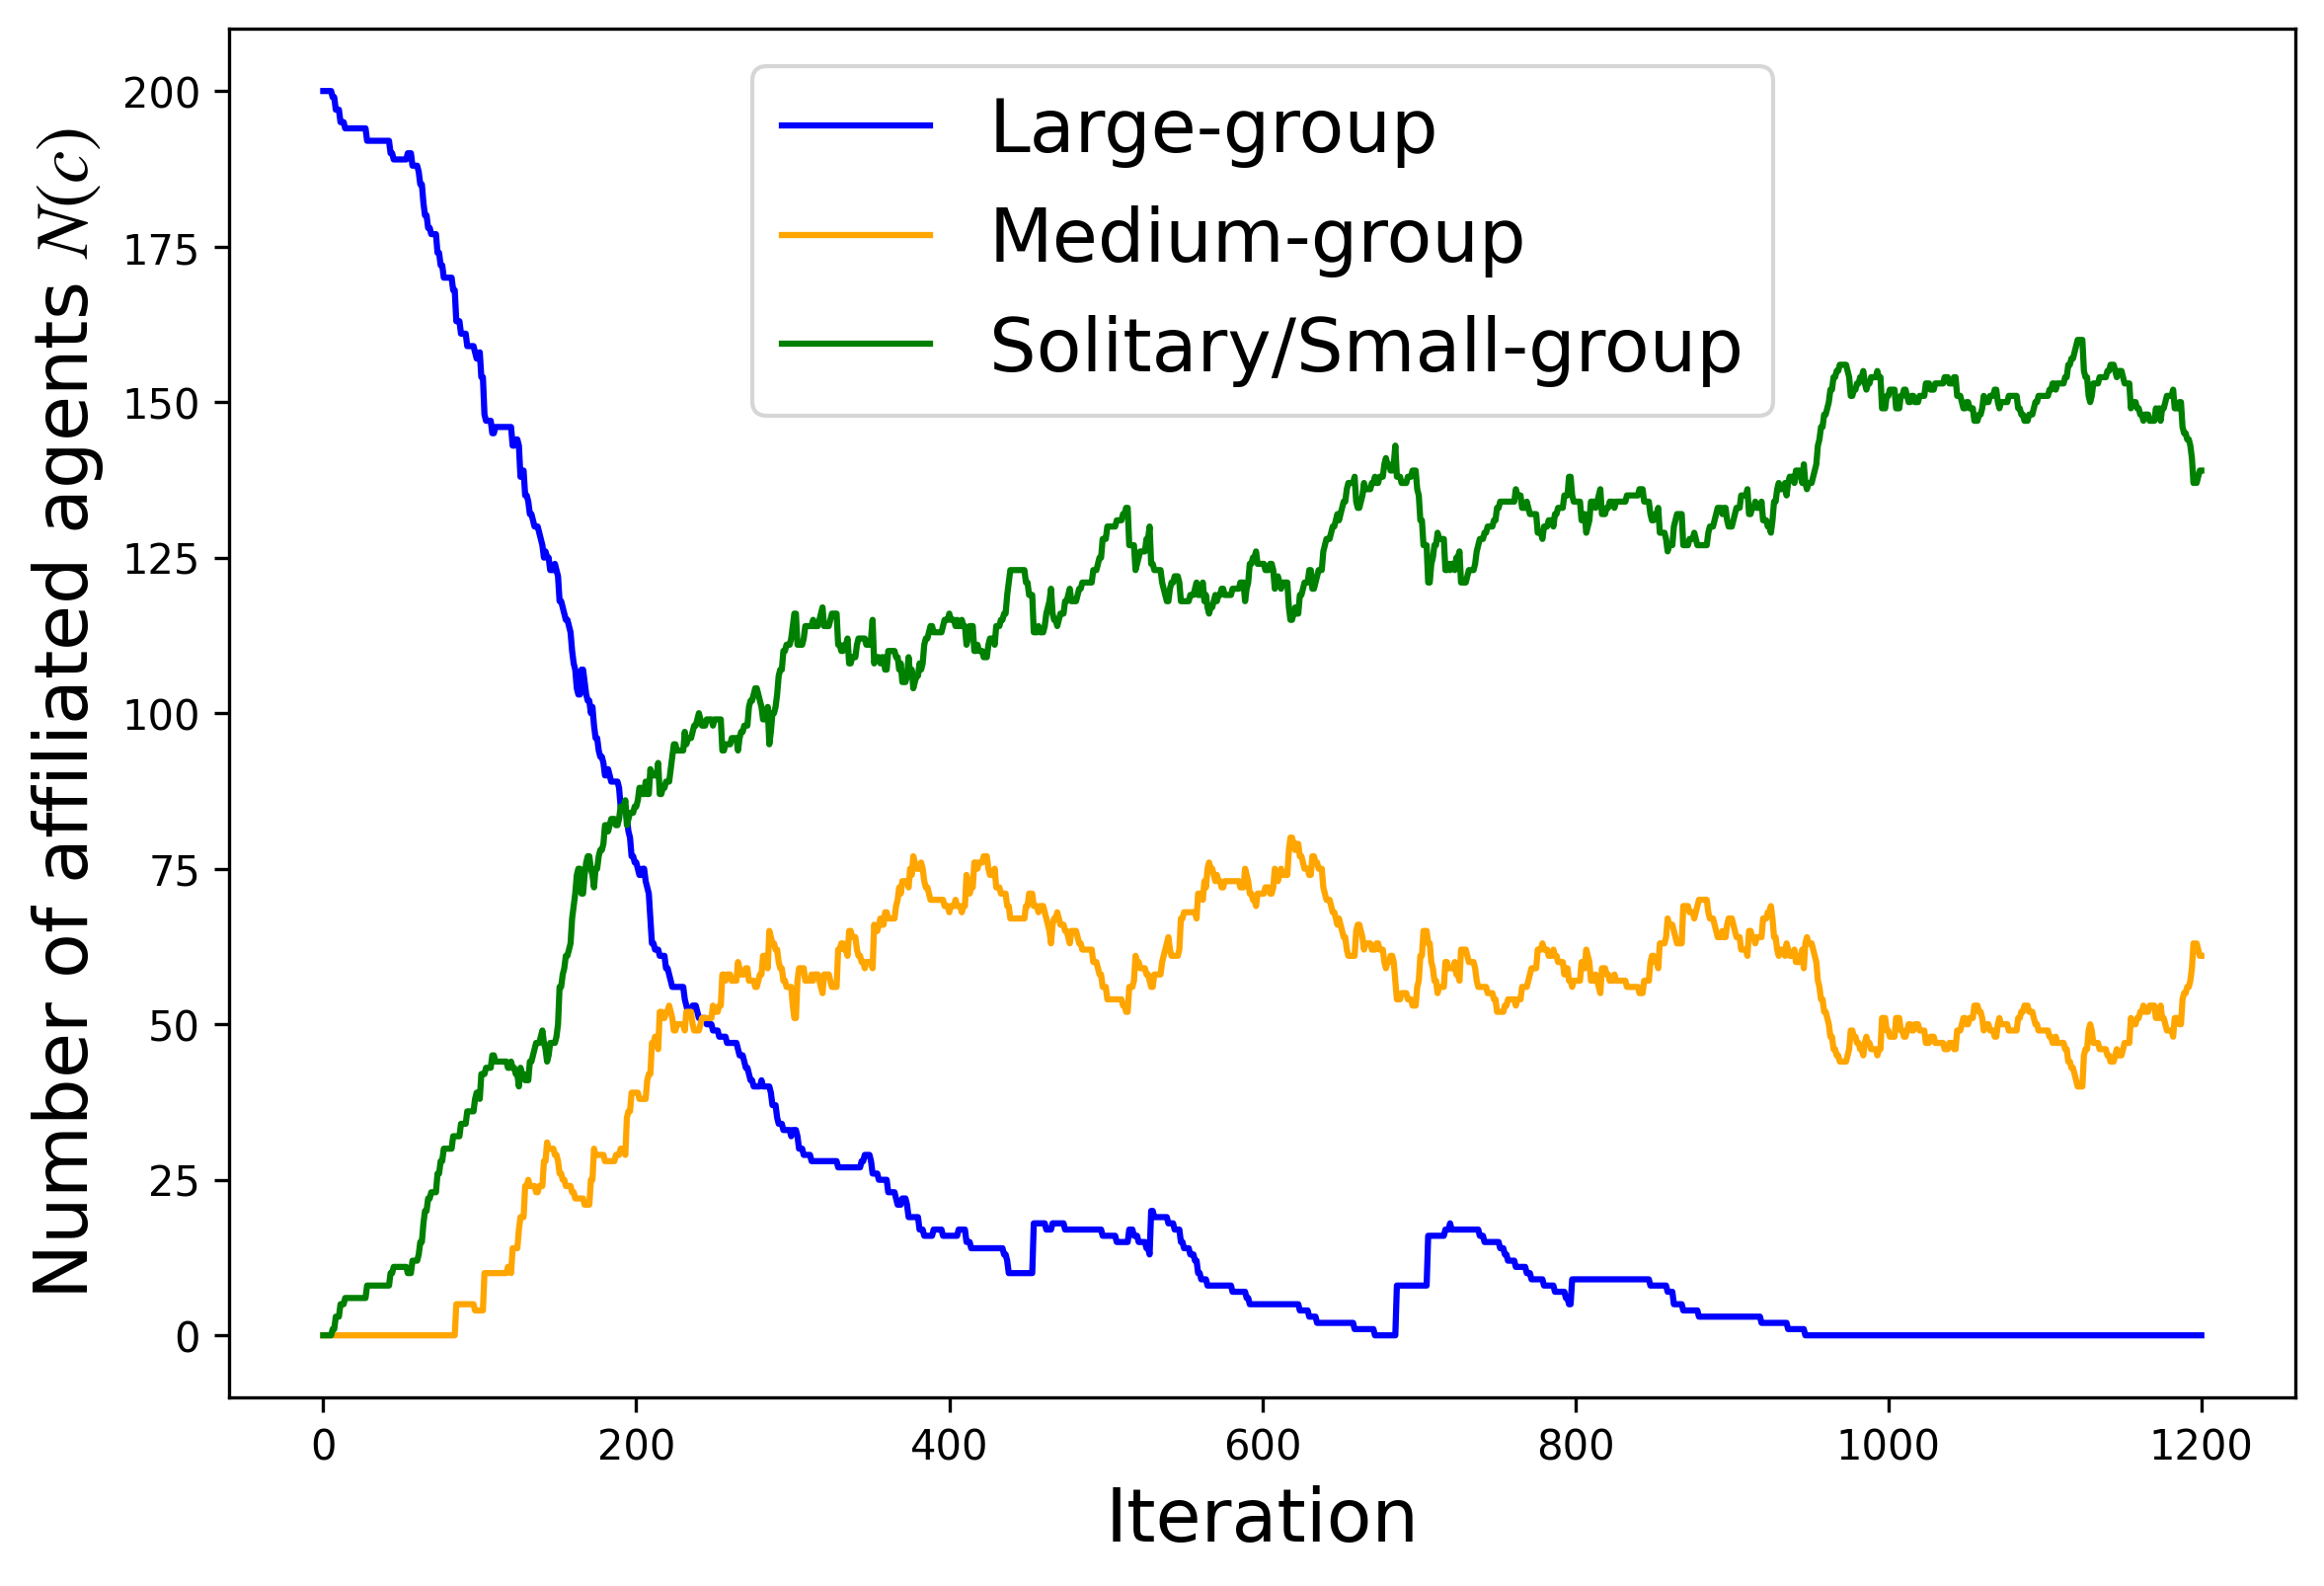 Number of affiliated agents N(c)
200
175
150
125
100
75
50
25
0
Large-group
Medium-group
Solitary/Small-group
0 200 400 600 800 1000 1200
Iteration